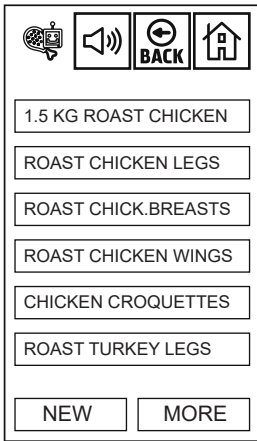 BACK
1.5 KG ROAST CHICKEN
ROAST CHICKEN LEGS
ROAST CHICK.BREASTS
ROAST CHICKEN WINGS
CHICKEN CROQUETTES
ROAST TURKEY LEGS
NEW MORE